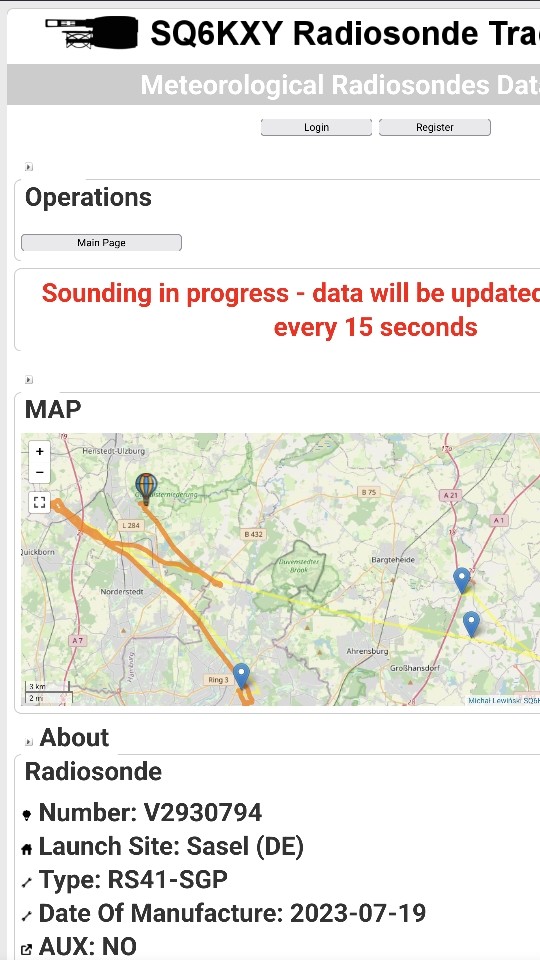 SQ6KXY Radiosonde Tra
Meteorological Radiosondes Dat
Login
Register
Operations
Main Page
Sounding in progress - data will be updated
every 15 seconds
MAP
+
Henstedt-Ulzburg
−
B 75
A 21
L 284
A 1
B 432
Quickborn
Duvenstedter
Brook
Bargteheide
Norderstedt
A 7
Ahrensburg
Hamburg
Großhansdorf
Ring 3
3 km
2 mi
Michał Lewiński SQ6K
About
Radiosonde
Number: V2930794
Launch Site: Sasel (DE)
Type: RS41-SGP
Date Of Manufacture: 2023-07-19
AUX: NO